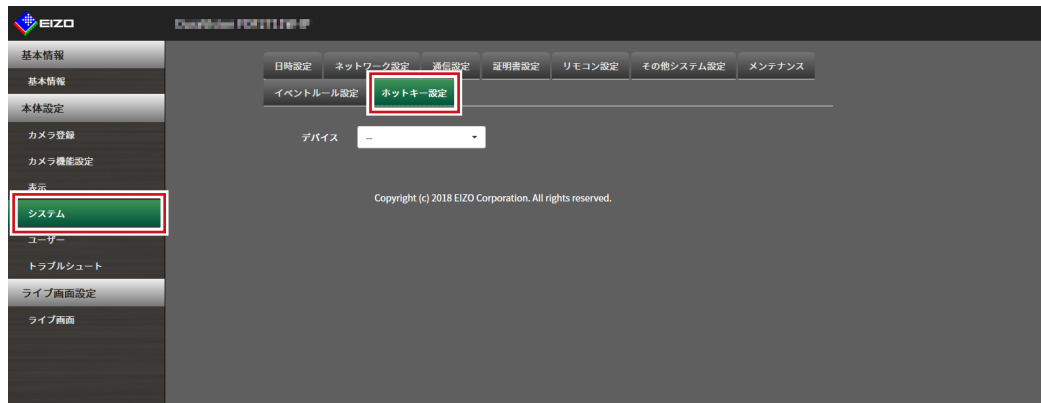 EIZO
基本情報
基本情報
本体設定
カメラ登録
カメラ機能設定
表示
システム
ユーザー
トラブルシュート
ライブ画面設定
ライブ画面
日時設定 ネットワーク設定 通信設定 証明書設定 リモコン設定 その他システム設定 メンテナンス
イベントルール設定 ホットキー設定
デバイス --
Copyright (c) 2018 EIZO Corporation. All rights reserved.